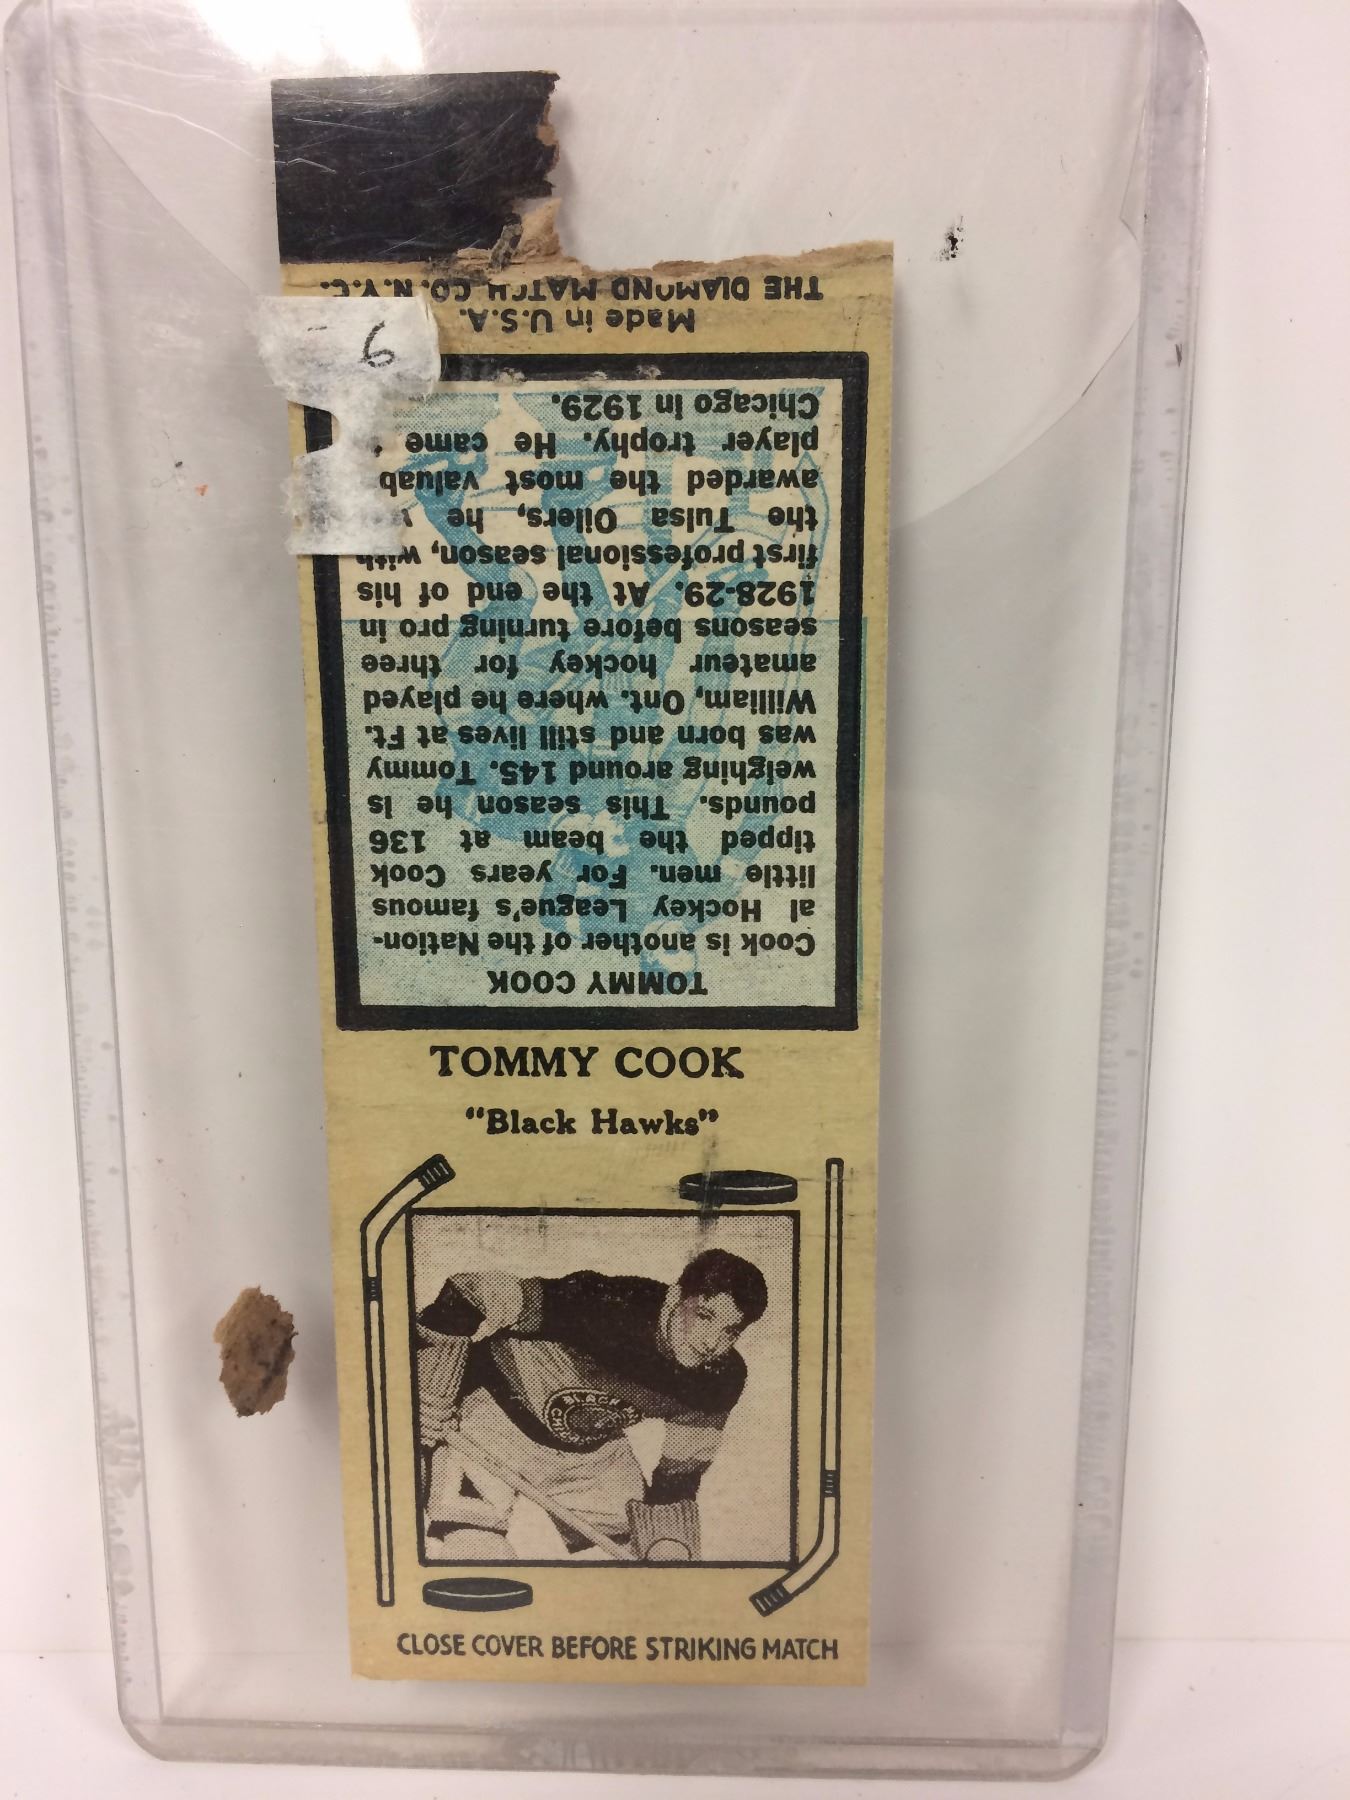 THE DIAMOND MATCH CO. N.Y.C.
Made in U.S.A.
9
TOMMY COOK
Cook is another of the Nation-
al Hockey League's famous
little men. For years Cook
tipped the beam at 136
pounds. This season he is
weighing around 145. Tommy
was born and still lives at Ft.
William, Ont. where he played
amateur hockey for three
seasons before turning pro in
1928-29. At the end of his
first professional season, with
the Tulsa Oilers, he
awarded the most valuab
player trophy. He came
Chicago in 1929.
TOMMY COOK
"Black Hawks"
BLACK
CLOSE COVER BEFORE STRIKING MATCH